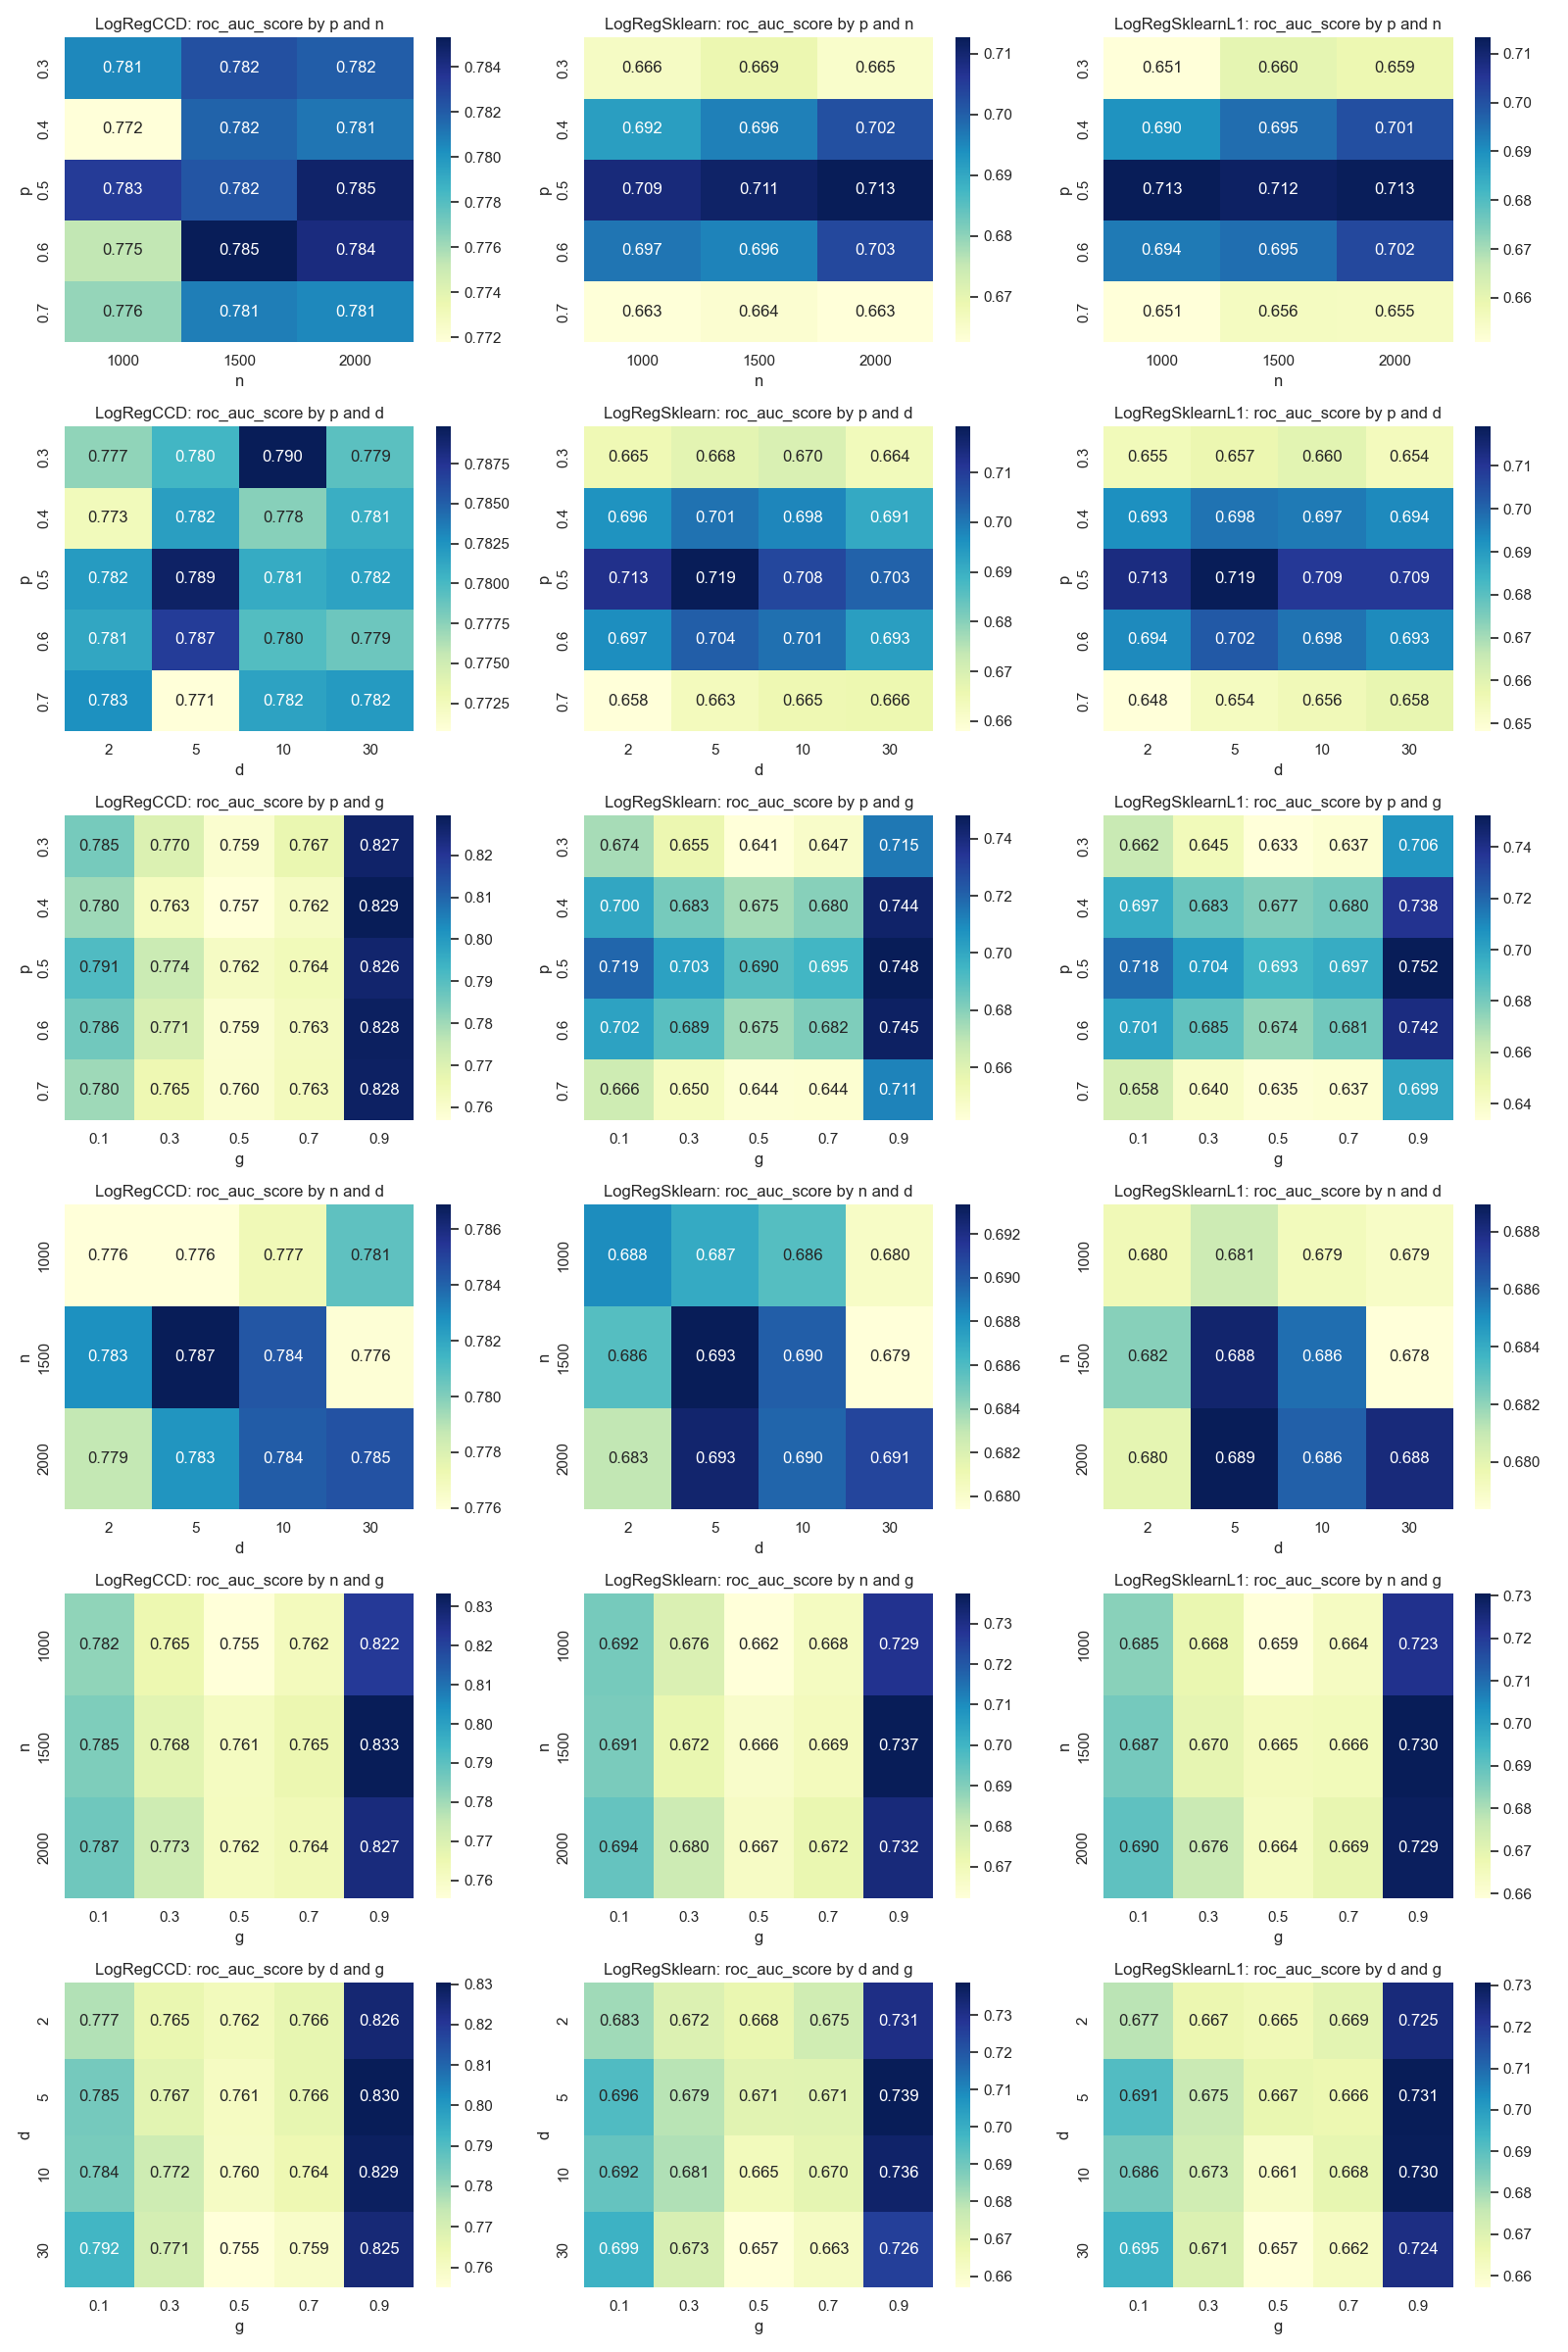 LogRegCCD: roc_auc_score by p and n
0.3 0.781 0.782 0.782
0.4 0.772 0.782 0.781
0.5 0.783 0.782 0.785
0.6 0.775 0.785 0.784
0.7 0.776 0.781 0.781
1000 1500 2000
n
p
0.784
0.782
0.780
0.778
0.776
0.774
0.772
LogRegSklearn: roc_auc_score by p and n
0.3 0.666 0.669 0.665
0.4 0.692 0.696 0.702
0.5 0.709 0.711 0.713
0.6 0.697 0.696 0.703
0.7 0.663 0.664 0.663
1000 1500 2000
n
p
0.71
0.70
0.69
0.68
0.67
LogRegSklearnL1: roc_auc_score by p and n
0.3 0.651 0.660 0.659
0.4 0.690 0.695 0.701
0.5 0.713 0.712 0.713
0.6 0.694 0.695 0.702
0.7 0.651 0.656 0.655
1000 1500 2000
n
p
0.71
0.70
0.69
0.68
0.67
0.66
LogRegCCD: roc_auc_score by p and d
0.3 0.777 0.780 0.790 0.779
0.4 0.773 0.782 0.778 0.781
0.5 0.782 0.789 0.781 0.782
0.6 0.781 0.787 0.780 0.779
0.7 0.783 0.771 0.782 0.782
2 5 10 30
d
p
0.7875
0.7850
0.7825
0.7800
0.7775
0.7750
0.7725
LogRegSklearn: roc_auc_score by p and d
0.3 0.665 0.668 0.670 0.664
0.4 0.696 0.701 0.698 0.691
0.5 0.713 0.719 0.708 0.703
0.6 0.697 0.704 0.701 0.693
0.7 0.658 0.663 0.665 0.666
2 5 10 30
d
p
0.71
0.70
0.69
0.68
0.67
0.66
LogRegSklearnL1: roc_auc_score by p and d
0.3 0.655 0.657 0.660 0.654
0.4 0.693 0.698 0.697 0.694
0.5 0.713 0.719 0.709 0.709
0.6 0.694 0.702 0.698 0.693
0.7 0.648 0.654 0.656 0.658
2 5 10 30
d
p
0.71
0.70
0.69
0.68
0.67
0.66
0.65
LogRegCCD: roc_auc_score by p and g
0.3 0.785 0.770 0.759 0.767 0.827
0.4 0.780 0.763 0.757 0.762 0.829
0.5 0.791 0.774 0.762 0.764 0.826
0.6 0.786 0.771 0.759 0.763 0.828
0.7 0.780 0.765 0.760 0.763 0.828
0.1 0.3 0.5 0.7 0.9
g
p
0.82
0.81
0.80
0.79
0.78
0.77
0.76
LogRegSklearn: roc_auc_score by p and g
0.3 0.674 0.655 0.641 0.647 0.715
0.4 0.700 0.683 0.675 0.680 0.744
0.5 0.719 0.703 0.690 0.695 0.748
0.6 0.702 0.689 0.675 0.682 0.745
0.7 0.666 0.650 0.644 0.644 0.711
0.1 0.3 0.5 0.7 0.9
g
p
0.74
0.72
0.70
0.68
0.66
LogRegSklearnL1: roc_auc_score by p and g
0.3 0.662 0.645 0.633 0.637 0.706
0.4 0.697 0.683 0.677 0.680 0.738
0.5 0.718 0.704 0.693 0.697 0.752
0.6 0.701 0.685 0.674 0.681 0.742
0.7 0.658 0.640 0.635 0.637 0.699
0.1 0.3 0.5 0.7 0.9
g
p
0.74
0.72
0.70
0.68
0.66
0.64
LogRegCCD: roc_auc_score by n and d
1000 0.776 0.776 0.777 0.781
1500 0.783 0.787 0.784 0.776
2000 0.779 0.783 0.784 0.785
2 5 10 30
d
n
0.786
0.784
0.782
0.780
0.778
0.776
LogRegSklearn: roc_auc_score by n and d
1000 0.688 0.687 0.686 0.680
1500 0.686 0.693 0.690 0.679
2000 0.683 0.693 0.690 0.691
2 5 10 30
d
n
0.692
0.690
0.688
0.686
0.684
0.682
0.680
LogRegSklearnL1: roc_auc_score by n and d
1000 0.680 0.681 0.679 0.679
1500 0.682 0.688 0.686 0.678
2000 0.680 0.689 0.686 0.688
2 5 10 30
d
n
0.688
0.686
0.684
0.682
0.680
LogRegCCD: roc_auc_score by n and g
1000 0.782 0.765 0.755 0.762 0.822
1500 0.785 0.768 0.761 0.765 0.833
2000 0.787 0.773 0.762 0.764 0.827
0.1 0.3 0.5 0.7 0.9
g
n
0.83
0.82
0.81
0.80
0.79
0.78
0.77
0.76
LogRegSklearn: roc_auc_score by n and g
1000 0.692 0.676 0.662 0.668 0.729
1500 0.691 0.672 0.666 0.669 0.737
2000 0.694 0.680 0.667 0.672 0.732
0.1 0.3 0.5 0.7 0.9
g
n
0.73
0.72
0.71
0.70
0.69
0.68
0.67
LogRegSklearnL1: roc_auc_score by n and g
1000 0.685 0.668 0.659 0.664 0.723
1500 0.687 0.670 0.665 0.666 0.730
2000 0.690 0.676 0.664 0.669 0.729
0.1 0.3 0.5 0.7 0.9
g
n
0.73
0.72
0.71
0.70
0.69
0.68
0.67
0.66
LogRegCCD: roc_auc_score by d and g
2 0.777 0.765 0.762 0.766 0.826
5 0.785 0.767 0.761 0.766 0.830
10 0.784 0.772 0.760 0.764 0.829
30 0.792 0.771 0.755 0.759 0.825
0.1 0.3 0.5 0.7 0.9
g
d
0.83
0.82
0.81
0.80
0.79
0.78
0.77
0.76
LogRegSklearn: roc_auc_score by d and g
2 0.683 0.672 0.668 0.675 0.731
5 0.696 0.679 0.671 0.671 0.739
10 0.692 0.681 0.665 0.670 0.736
30 0.699 0.673 0.657 0.663 0.726
0.1 0.3 0.5 0.7 0.9
g
d
0.73
0.72
0.71
0.70
0.69
0.68
0.67
0.66
LogRegSklearnL1: roc_auc_score by d and g
2 0.677 0.667 0.665 0.669 0.725
5 0.691 0.675 0.667 0.666 0.731
10 0.686 0.673 0.661 0.668 0.730
30 0.695 0.671 0.657 0.662 0.724
0.1 0.3 0.5 0.7 0.9
g
d
0.73
0.72
0.71
0.70
0.69
0.68
0.67
0.66